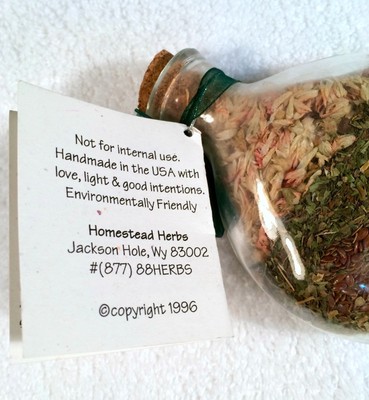 Not for internal use.
Handmade in the USA with
love, light & good intentions.
Environmentally Friendly
Homestead Herbs
Jackson Hole, Wy 83002
#(877) 88HERBS
©copyright 1996